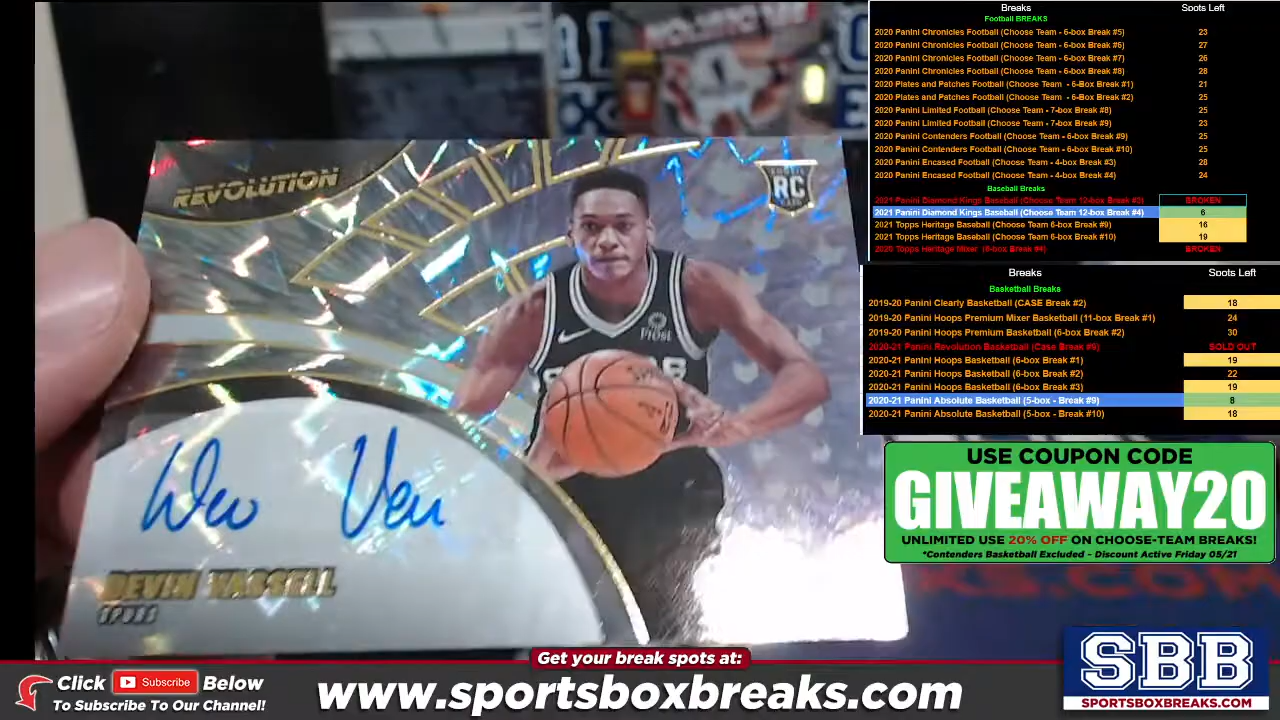 REVOLUTION
RC
DEVIN VASSELL
SPURS
Breaks Spots Left
Football BREAKS
2020 Panini Chronicles Football (Choose Team - 6-box Break #5) 23
2020 Panini Chronicles Football (Choose Team - 6-box Break #6) 27
2020 Panini Chronicles Football (Choose Team - 6-box Break #7) 26
2020 Panini Chronicles Football (Choose Team - 6-box Break #8) 28
2020 Plates and Patches Football (Choose Team - 6-Box Break #1) 21
2020 Plates and Patches Football (Choose Team - 6-Box Break #2) 25
2020 Panini Limited Football (Choose Team - 7-box Break #8) 25
2020 Panini Limited Football (Choose Team - 7-box Break #9) 23
2020 Panini Contenders Football (Choose Team - 6-box Break #9) 25
2020 Panini Contenders Football (Choose Team - 6-box Break #10) 25
2020 Panini Encased Football (Choose Team - 4-box Break #3) 28
2020 Panini Encased Football (Choose Team - 4-box Break #4) 24
Baseball Breaks
2021 Panini Diamond Kings Baseball (Choose Team 12-box Break #3) BROKEN
2021 Panini Diamond Kings Baseball (Choose Team 12-box Break #4) 6
2021 Topps Heritage Baseball (Choose Team 6-box Break #9) 16
2021 Topps Heritage Baseball (Choose Team 6-box Break #10) 19
2020 Topps Heritage Mixer (6-box Break #4) BROKEN
Breaks Spots Left
Basketball Breaks
2019-20 Panini Clearly Basketball (CASE Break #2) 18
2019-20 Panini Hoops Premium Mixer Basketball (11-box Break #1) 24
2019-20 Panini Hoops Premium Basketball (6-box Break #2) 30
2020-21 Panini Revolution Basketball (Case Break #9) SOLD OUT
2020-21 Panini Hoops Basketball (6-box Break #1) 19
2020-21 Panini Hoops Basketball (6-box Break #2) 22
2020-21 Panini Hoops Basketball (6-box Break #3) 19
2020-21 Panini Absolute Basketball (5-box - Break #9) 8
2020-21 Panini Absolute Basketball (5-box - Break #10) 18
USE COUPON CODE
GIVEAWAY20
UNLIMITED USE 20% OFF ON CHOOSE-TEAM BREAKS!
*Contenders Basketball Excluded - Discount Active Friday 05/21
Get your break spots at:
Click Subscribe Below
To Subscribe To Our Channel!
www.sportsboxbreaks.com
SBB
SPORTSBOXBREAKS.COM